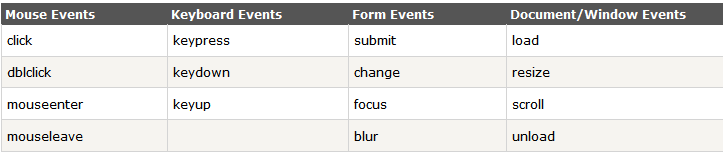 Mouse Events Keyboard Events Form Events Document/Window Events
click keypress submit load
dblclick keydown change resize
mouseenter keyup focus scroll
mouseleave blur unload